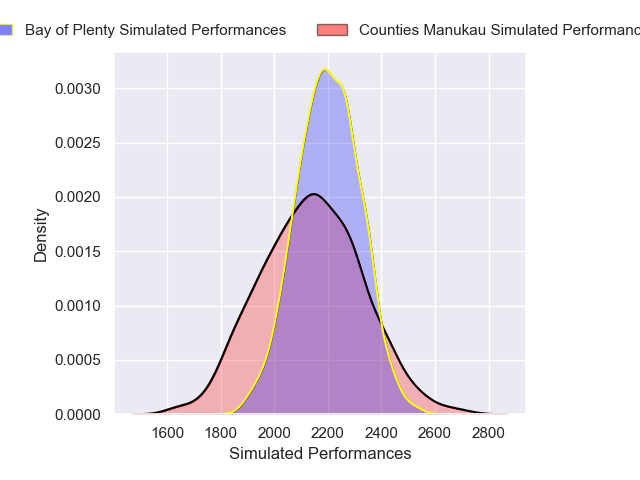 Bay of Plenty Simulated Performances
Counties Manukau Simulated
0.0030
0.0025
0.0020
0.0015
0.0010
0.0005
0.0000
Density
1600 1800 2000 2200 2400 2600 2800
Simulated Performances